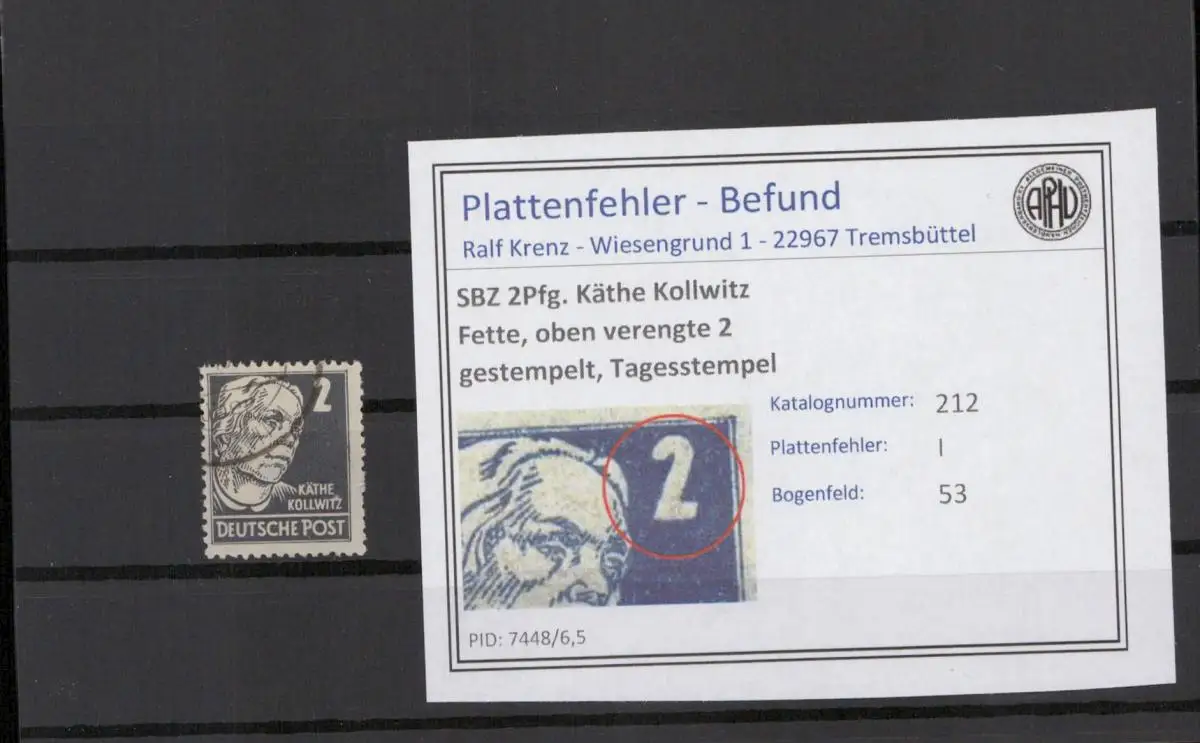 2
KÄTHE
KOLLWITZ
DEUTSCHE POST
Plattenfehler - Befund
Ralf Krenz - Wiesengrund 1 - 22967 Tremsbüttel
APHV
SBZ 2Pfg. Käthe Kollwitz
Fette, oben verengte 2
gestempelt, Tagesstempel
Katalognummer: 212
Plattenfehler: I
Bogenfeld: 53
2
PID: 7448/6,5